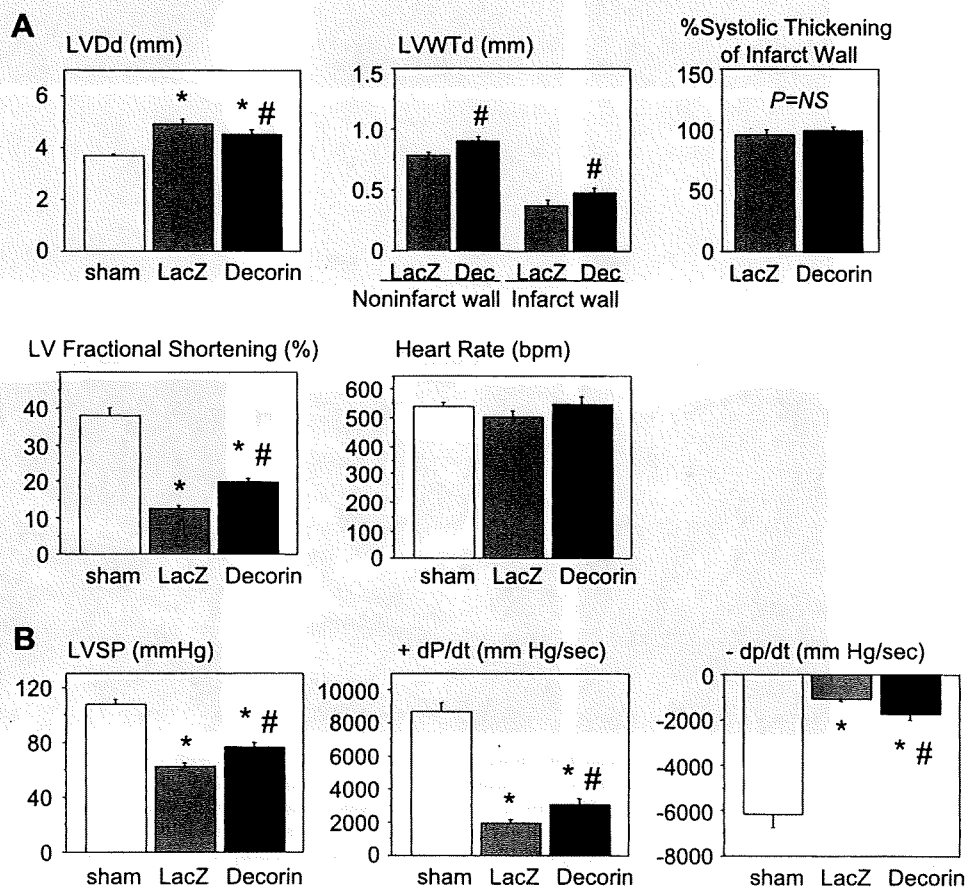 A
LVDd (mm)
6
4
2
0
* * #
sham LacZ Decorin
LVWTd (mm)
1.5
1.0
0.5
0
# #
LacZ Dec LacZ Dec
Noninfarct wall Infarct wall
%Systolic Thickening
of Infarct Wall
150
100
50
0
P=NS
LacZ Decorin
LV Fractional Shortening (%)
40
30
20
10
0
* * #
sham LacZ Decorin
Heart Rate (bpm)
600
500
400
300
200
100
0
sham LacZ Decorin
B
LVSP (mmHg)
120
80
40
0
* * #
sham LacZ Decorin
+ dP/dt (mm Hg/sec)
10000
8000
6000
4000
2000
0
* * #
sham LacZ Decorin
- dp/dt (mm Hg/sec)
0
-2000
-4000
-6000
-8000
* * #
sham LacZ Decorin